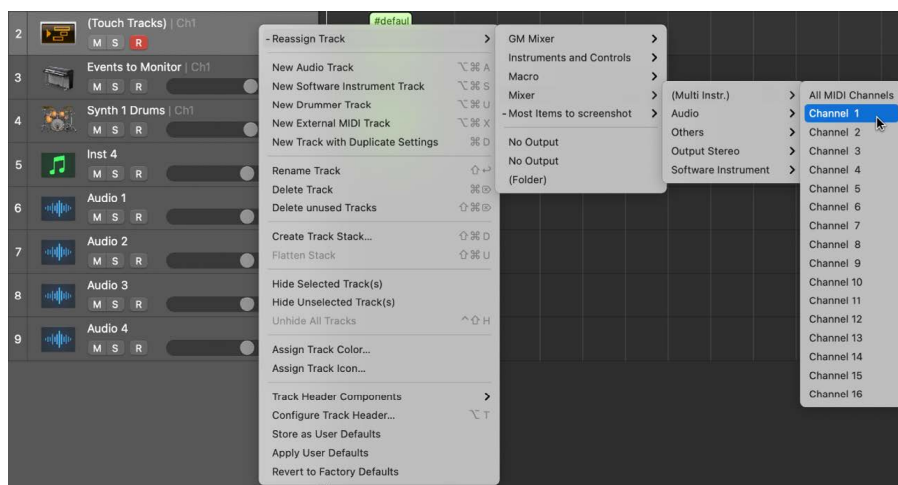 2
(Touch Tracks) | Ch1
M S R
3
Events to Monitor | Ch1
M S R
4
Synth 1 Drums | Ch1
M S R
5
Inst 4
M S R
6
Audio 1
M S R
7
Audio 2
M S R
8
Audio 3
M S R
9
Audio 4
M S R
#defaul
- Reassign Track >
New Audio Track ⌥⌘A
New Software Instrument Track ⌥⌘S
New Drummer Track ⌥⌘U
New External MIDI Track ⌥⌘X
New Track with Duplicate Settings ⌘D
Rename Track ⇧↩
Delete Track ⌘⌫
Delete unused Tracks ⇧⌘⌫
Create Track Stack... ⇧⌘D
Flatten Stack ⇧⌘U
Hide Selected Track(s)
Hide Unselected Track(s)
Unhide All Tracks ^⇧H
Assign Track Color...
Assign Track Icon...
Track Header Components >
Configure Track Header... ⌥T
Store as User Defaults
Apply User Defaults
Revert to Factory Defaults
GM Mixer >
Instruments and Controls >
Macro >
Mixer >
- Most Items to screenshot >
No Output
No Output
(Folder)
(Multi Instr.) >
Audio >
Others >
Output Stereo >
Software Instrument >
All MIDI Channels
Channel 1
Channel 2
Channel 3
Channel 4
Channel 5
Channel 6
Channel 7
Channel 8
Channel 9
Channel 10
Channel 11
Channel 12
Channel 13
Channel 14
Channel 15
Channel 16